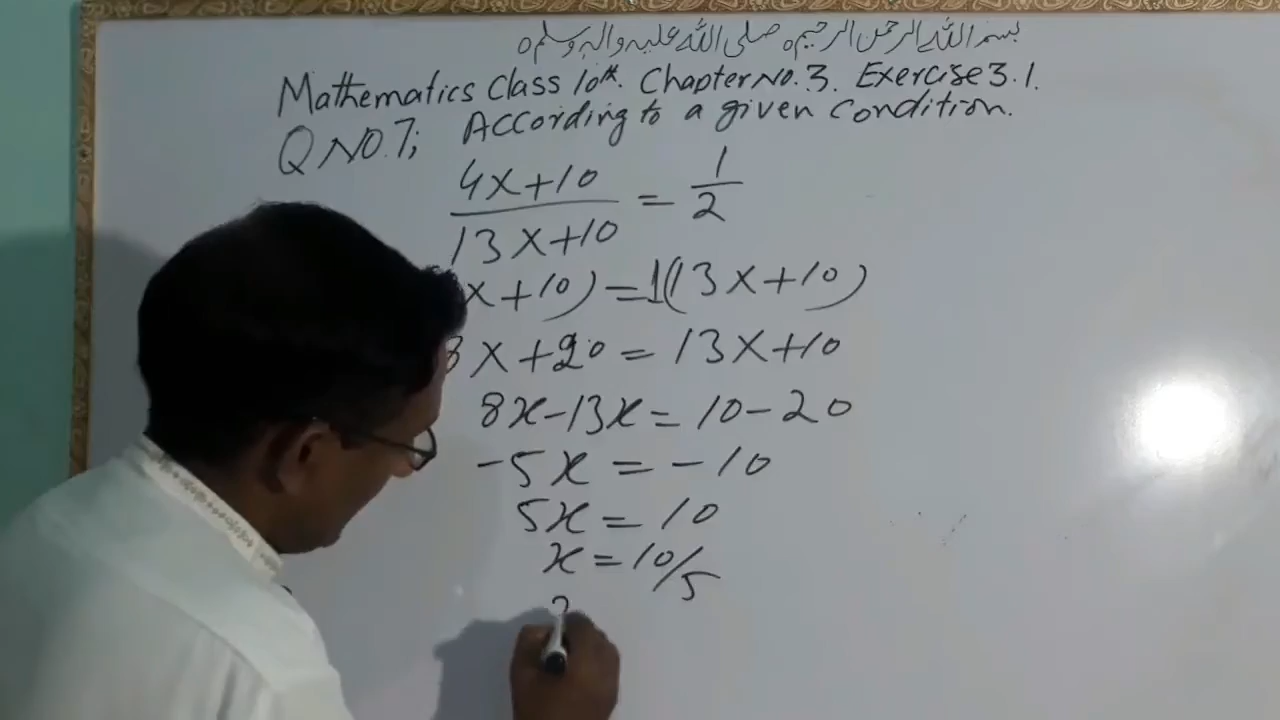 بسم اللہ الرحمن الرحیم صلی اللہ علیہ والہ وسلم
Mathematics Class 10th. Chapter No. 3. Exercise 3.1.
Q NO.7; According to a given Condition.
4x+10/13x+10 = 1/2
x+10) = 1(13x+10)
8x+20 = 13x+10
8x-13x = 10-20
-5x = -10
5x = 10
x = 10/5